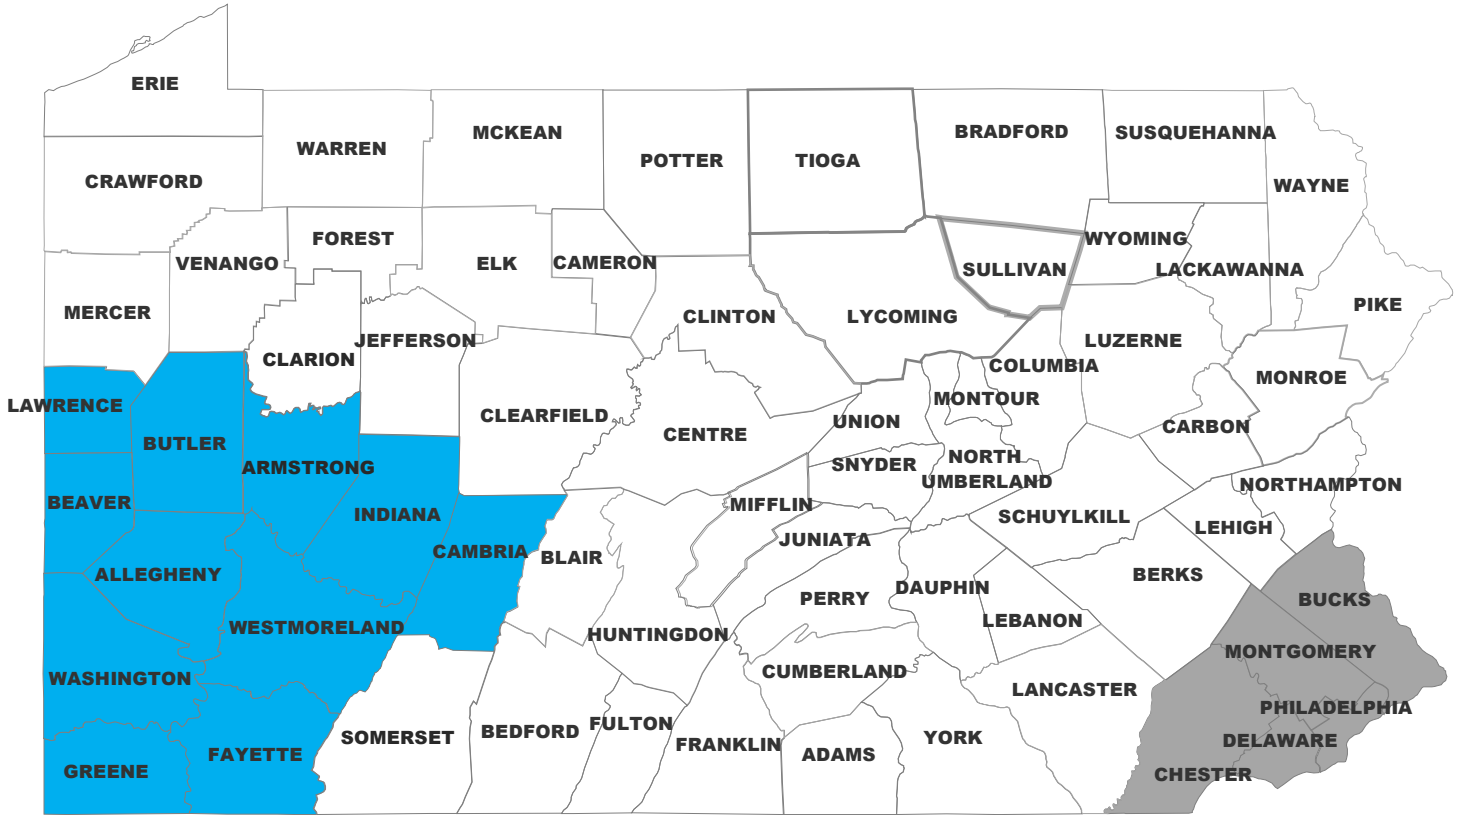 ERIE
WARREN
MCKEAN
POTTER
TIOGA
BRADFORD
SUSQUEHANNA
WAYNE
CRAWFORD
VENANGO
FOREST
ELK
CAMERON
SULLIVAN
WYOMING
LACKAWANNA
PIKE
MERCER
CLARION
JEFFERSON
CLINTON
LYCOMING
LUZERNE
COLUMBIA
MONROE
LAWRENCE
BUTLER
ARMSTRONG
CLEARFIELD
CENTRE
UNION
MONTOUR
CARBON
SNYDER
NORTH
UMBERLAND
NORTHAMPTON
BEAVER
INDIANA
CAMBRIA
BLAIR
MIFFLIN
JUNIATA
SCHUYLKILL
LEHIGH
ALLEGHENY
WESTMORELAND
HUNTINGDON
PERRY
DAUPHIN
LEBANON
BERKS
BUCKS
MONTGOMERY
WASHINGTON
CUMBERLAND
LANCASTER
PHILADELPHIA
GREENE
FAYETTE
SOMERSET
BEDFORD
FULTON
FRANKLIN
ADAMS
YORK
DELAWARE
CHESTER